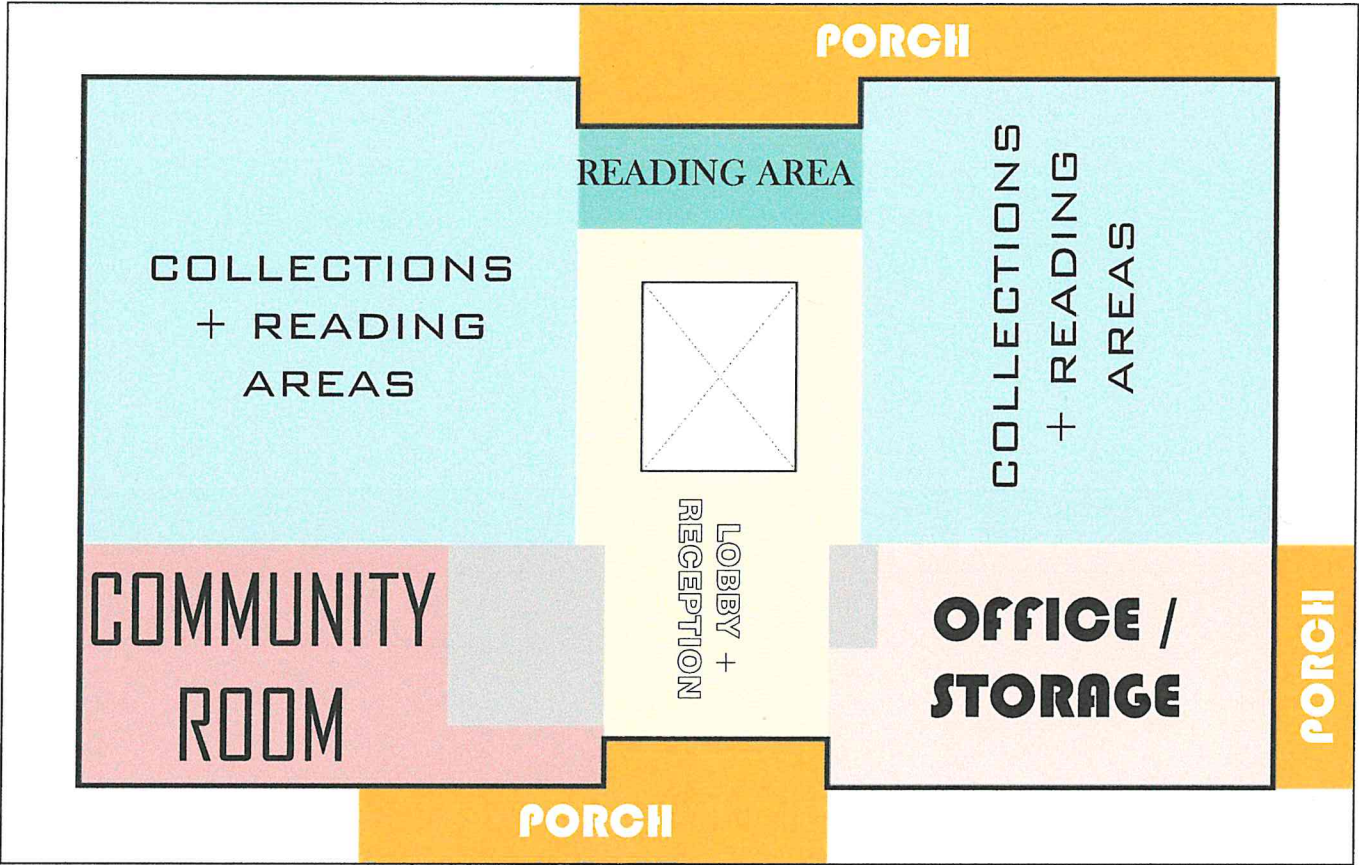 PORCH
READING AREA
COLLECTIONS
+ READING
AREAS
COLLECTIONS
+ READING
AREAS
LOBBY +
RECEPTION
COMMUNITY
ROOM
OFFICE /
STORAGE
PORCH
PORCH